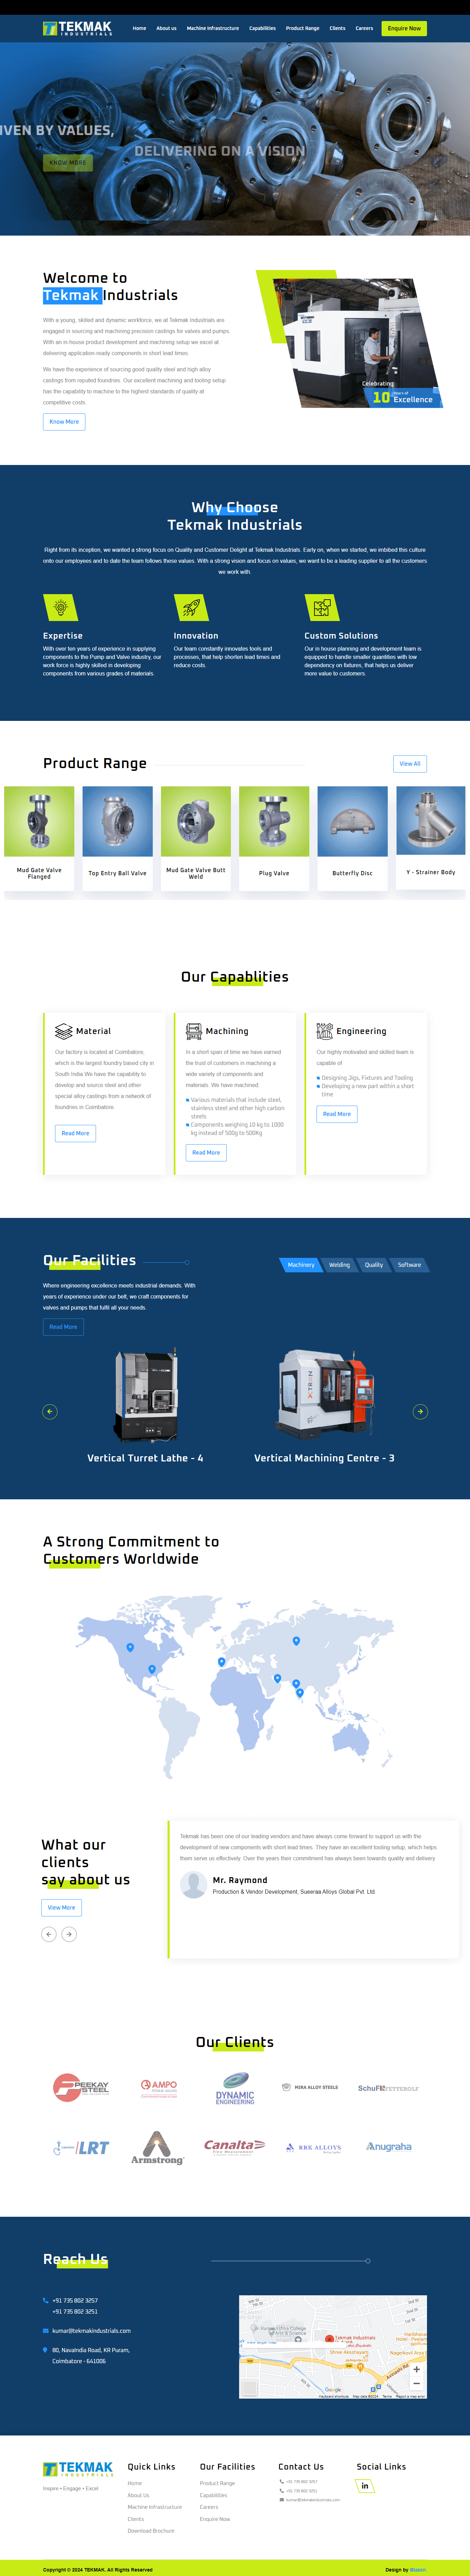 TEKMAK
INDUSTRIALS
Home
About us
Machine Infrastructure
Capabilities
Product Range
Clients
Careers
Enquire Now
IVEN BY VALUES,
DELIVERING ON A VISION
KNOW MORE
Welcome to
Tekmak Industrials
With a young, skilled and dynamic workforce, we at Tekmak Industrials are
engaged in sourcing and machining precision castings for valves and pumps.
With an in-house product development and machining setup we excel at
delivering application-ready components in short lead times.
We have the experience of sourcing good quality steel and high alloy
castings from reputed foundries. Our excellent machining and tooling setup
has the capability to machine to the highest standards of quality at
competitive costs.
Know More
Celebrating
10 Years of
Excellence
Why Choose
Tekmak Industrials
Right from its inception, we wanted a strong focus on Quality and Customer Delight at Tekmak Industrials. Early on, when we started, we imbibed this culture
onto our employees and to date the team follows these values. With a strong vision and focus on values, we want to be a leading supplier to all the customers
we work with.
Expertise
With over ten years of experience in supplying
components to the Pump and Valve industry, our
work force is highly skilled in developing
components from various grades of materials.
Innovation
Our team constantly innovates tools and
processes, that help shorten lead times and
reduce costs.
Custom Solutions
Our in house planning and development team is
equipped to handle smaller quantities with low
dependency on fixtures, that helps us deliver
more value to customers.
Product Range
View All
Mud Gate Valve
Flanged
Top Entry Ball Valve
Mud Gate Valve Butt
Weld
Plug Valve
Butterfly Disc
Y - Strainer Body
Our Capablities
Material
Our factory is located at Coimbatore,
which is the largest foundry based city in
South India.We have the capability to
develop and source steel and other
special alloy castings from a network of
foundries in Coimbatore.
Read More
Machining
In a short span of time we have earned
the trust of customers in machining a
wide variety of components and
materials. We have machined:
Various materials that include steel,
stainless steel and other high carbon
steels
Components weighing 10 kg to 1000
kg instead of 500g to 500Kg
Read More
Engineering
Our highly motivated and skilled team is
capable of
Designing Jigs, Fixtures and Tooling
Developing a new part within a short
time
Read More
Our Facilities
Machinery
Welding
Quality
Software
Where engineering excellence meets industrial demands. With
years of experience under our belt, we craft components for
valves and pumps that fulfil all your needs.
Read More
Vertical Turret Lathe - 4
Vertical Machining Centre - 3
A Strong Commitment to
Customers Worldwide
What our
clients
say about us
View More
Tekmak has been one of our leading vendors and have always come forward to support us with the
development of new components with short lead times. They have an excellent tooling setup, which helps
them serve us effectively. Over the years their commitment has always been towards quality and delivery
Mr. Raymond
Production & Vendor Development, Sueeraa Alloys Global Pvt. Ltd.
Our Clients
PEEKAY
STEEL
AMPO
DYNAMIC
ENGINEERING
MIRA ALLOY STEELS
SchuF FETTEROLF
LRT
Armstrong
Canalta
Flow Measurement
RBK ALLOYS
Anugraha
Reach Us
+91 735 802 3257
+91 735 802 3251
kumar@tekmakindustrials.com
80, NavaIndia Road, KR Puram,
Coimbatore - 641006
Tekmak Industrials
Google
TEKMAK
INDUSTRIALS
Inspire • Engage • Excel
Quick Links
Home
About Us
Machine Infrastructure
Clients
Download Brochure
Our Facilities
Product Range
Capabilities
Careers
Enquire Now
Contact Us
+91 735 802 3257
+91 735 802 3251
kumar@tekmakindustrials.com
Social Links
in
Copyright © 2024 TEKMAK. All Rights Reserved
Design by Bizson.